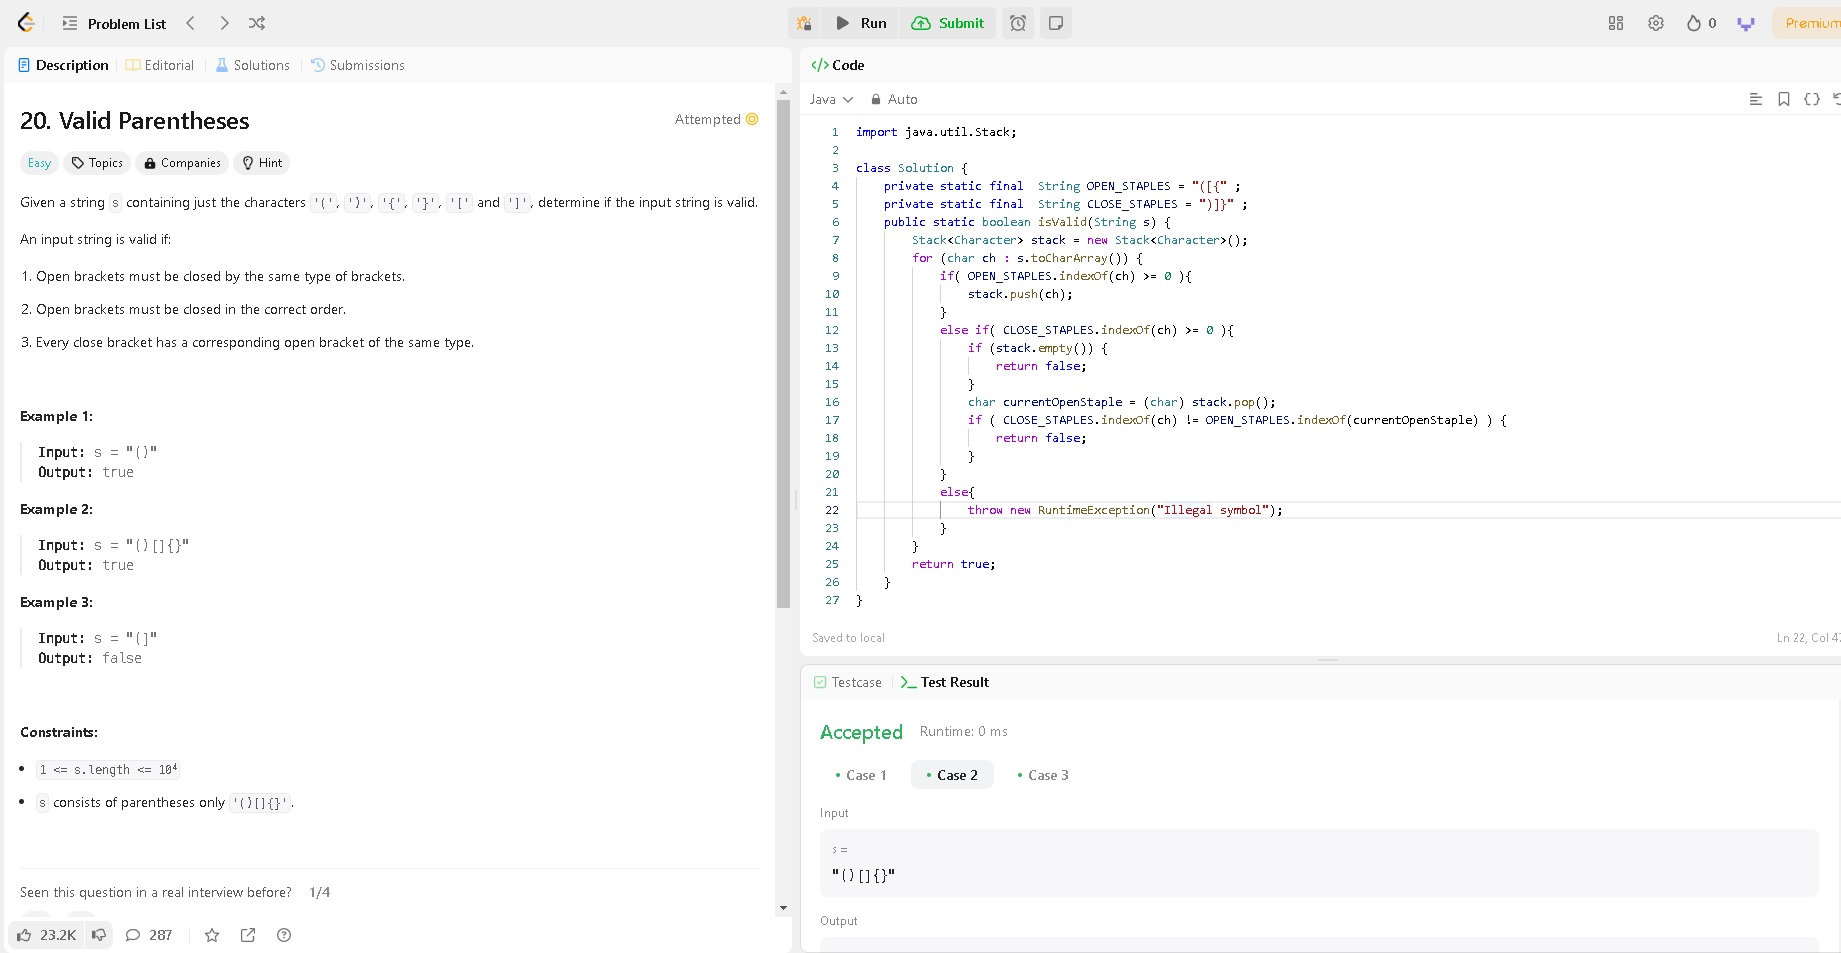 Problem List
Run
Submit
0
Premium
Description
Editorial
Solutions
Submissions
20. Valid Parentheses
Attempted
Easy
Topics
Companies
Hint
Given a string s containing just the characters '(', ')', '{', '}', '[' and ']', determine if the input string is valid.
An input string is valid if:
1. Open brackets must be closed by the same type of brackets.
2. Open brackets must be closed in the correct order.
3. Every close bracket has a corresponding open bracket of the same type.
Example 1:
Input: s = "()"
Output: true
Example 2:
Input: s = "()[]{}"
Output: true
Example 3:
Input: s = "(]"
Output: false
Constraints:
• 1 <= s.length <= 10⁴
• s consists of parentheses only '()[]{}'.
Seen this question in a real interview before? 1/4
23.2K
287
</> Code
Java
Auto
1 import java.util.Stack;
2
3 class Solution {
4     private static final  String OPEN_STAPLES = "([{" ;
5     private static final  String CLOSE_STAPLES = ")]}" ;
6     public static boolean isValid(String s) {
7         Stack<Character> stack = new Stack<Character>();
8         for (char ch : s.toCharArray()) {
9             if( OPEN_STAPLES.indexOf(ch) >= 0 ){
10                 stack.push(ch);
11             }
12             else if( CLOSE_STAPLES.indexOf(ch) >= 0 ){
13                 if (stack.empty()) {
14                     return false;
15                 }
16                 char currentOpenStaple = (char) stack.pop();
17                 if ( CLOSE_STAPLES.indexOf(ch) != OPEN_STAPLES.indexOf(currentOpenStaple) ) {
18                     return false;
19                 }
20             }
21             else{
22                 throw new RuntimeException("Illegal symbol");
23             }
24         }
25         return true;
26     }
27 }
Saved to local
Ln 22, Col 47
Testcase
Test Result
Accepted
Runtime: 0 ms
• Case 1
• Case 2
• Case 3
Input
s =
"()[]{}"
Output